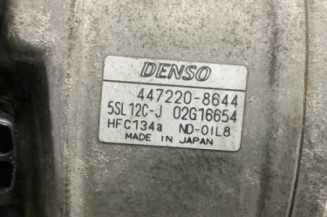 DENSO
447220-8644
5SL12C-J 02G16654
HFC134a ND-OIL8
MADE IN JAPAN